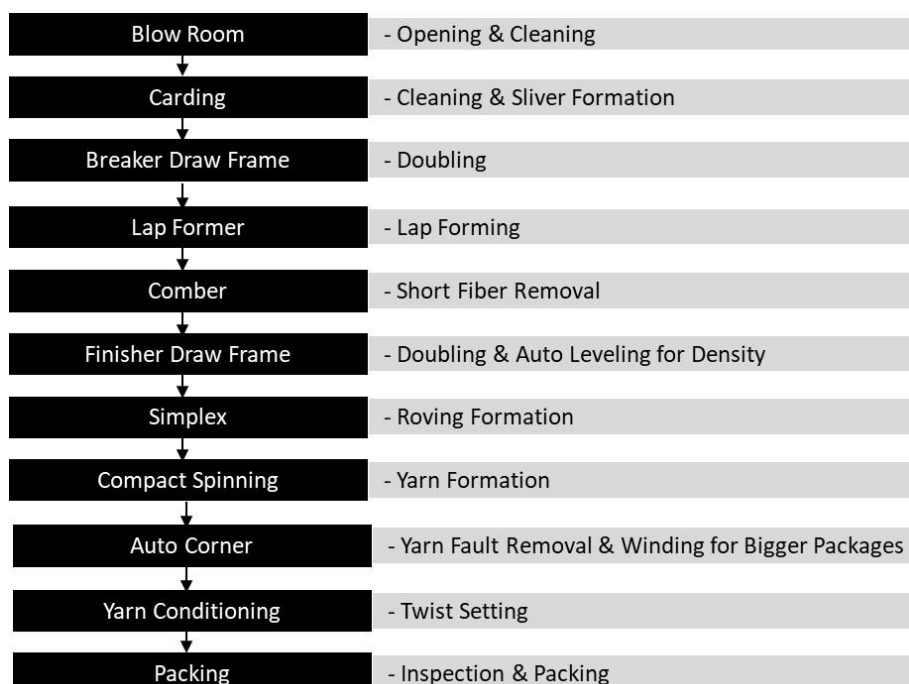 Blow Room - Opening & Cleaning
Carding - Cleaning & Sliver Formation
Breaker Draw Frame - Doubling
Lap Former - Lap Forming
Comber - Short Fiber Removal
Finisher Draw Frame - Doubling & Auto Leveling for Density
Simplex - Roving Formation
Compact Spinning - Yarn Formation
Auto Corner - Yarn Fault Removal & Winding for Bigger Packages
Yarn Conditioning - Twist Setting
Packing - Inspection & Packing